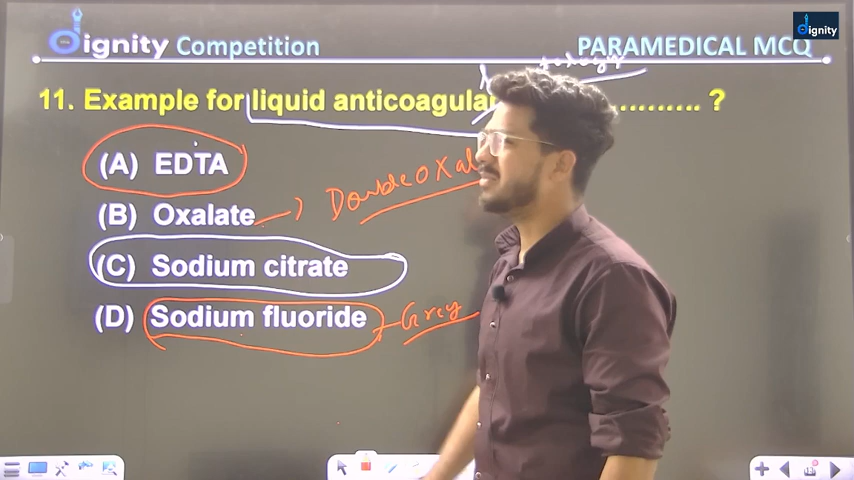 dignity Competition
PARAMEDICAL MCQ
dignity
11. Example for liquid anticoagula ............ ?
(A) EDTA
(B) Oxalate
Double Oxal
(C) Sodium citrate
(D) Sodium fluoride
Grey